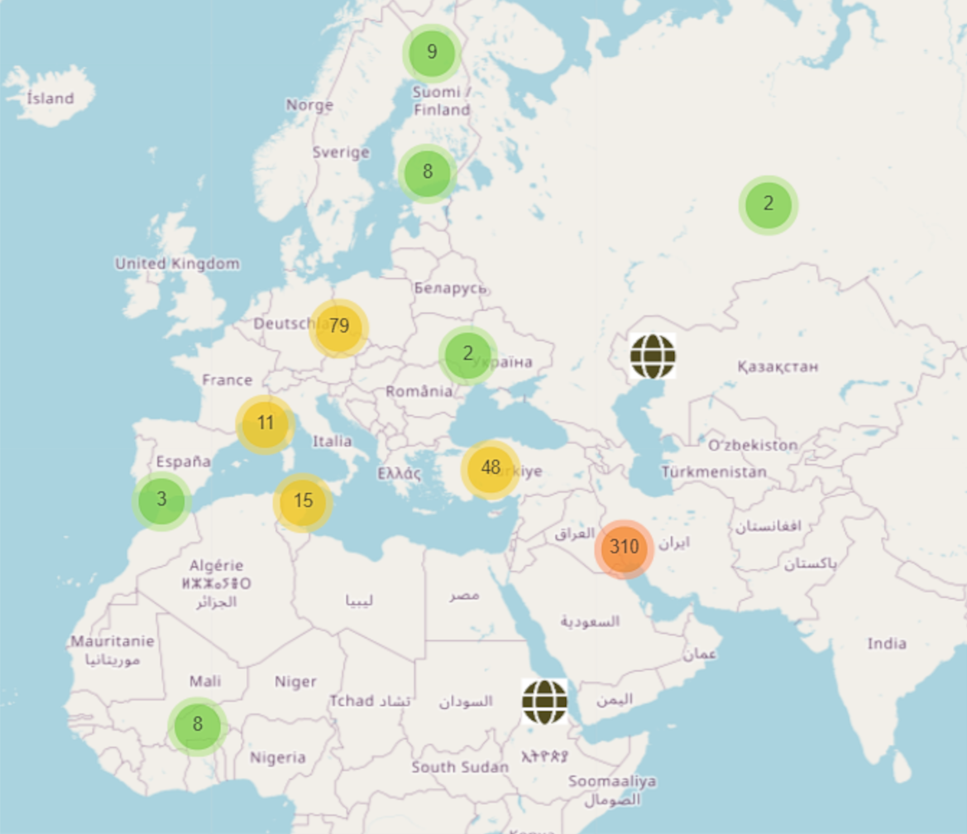 9
Suomi /
Finland
Ísland
Norge
Sverige
8
2
United Kingdom
Беларусь
Deutschla
79
2
Україна
France
România
Қазақстан
11
Italia
España
Ελλάς
48
rkiye
O'zbekiston
Türkmenistan
3
15
310
العراق
ایران
افغانستان
پاکستان
Algérie
ⵍⵣⵣⴰⵢⴻⵔ
الجزائر
ليبيا
مصر
السعودية
عمان
India
Mauritanie
موريتانيا
Mali
Niger
Tchad تشاد
السودان
اليمن
8
Nigeria
South Sudan
ኢትዮጵያ
Soomaaliya
الصومال